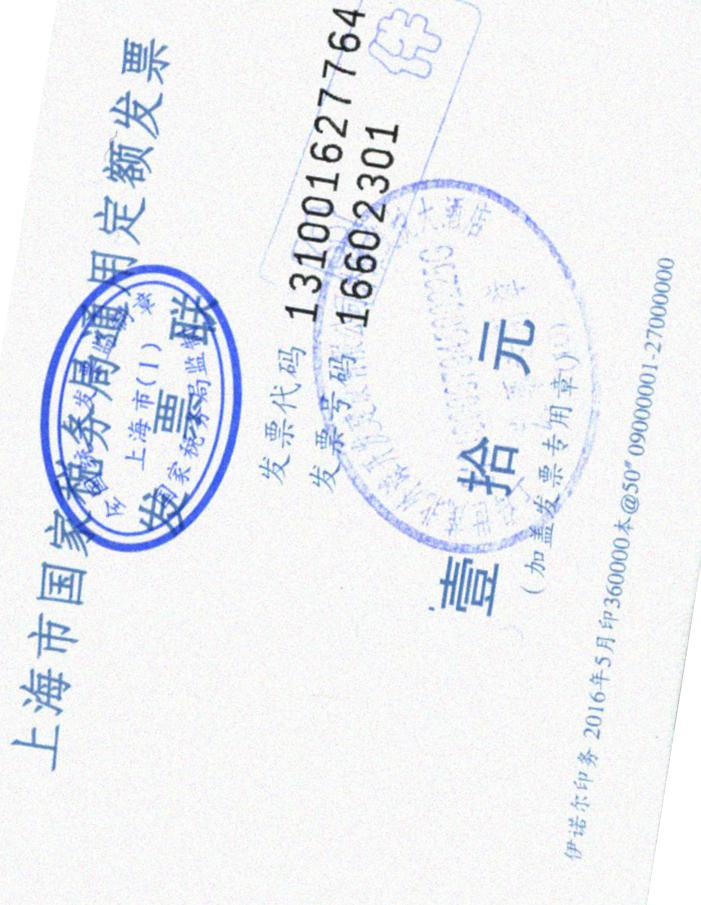 上海市国家税务局通用定额发票
发票联
上海市(1)
国家税务局监制
发票代码 131001627764
发票号码 16602301
件
壹拾元
(加盖发票专用章)
伊诺尔印务 2016年5月印360000本@50″ 09000001-27000000